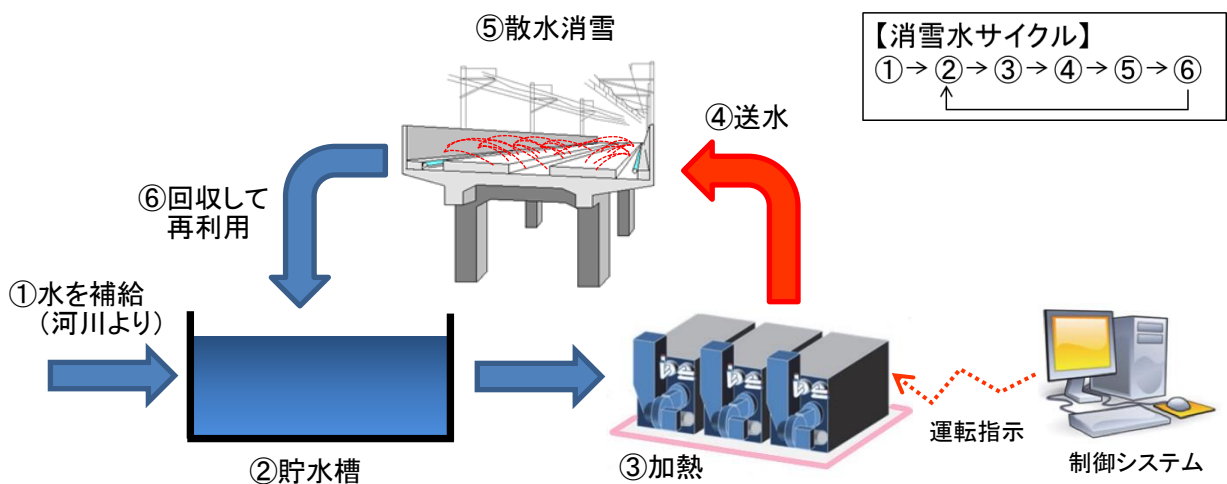 ⑤散水消雪
【消雪水サイクル】
①→②→③→④→⑤→⑥
④送水
⑥回収して
再利用
①水を補給
（河川より）
②貯水槽
③加熱
運転指示
制御システム